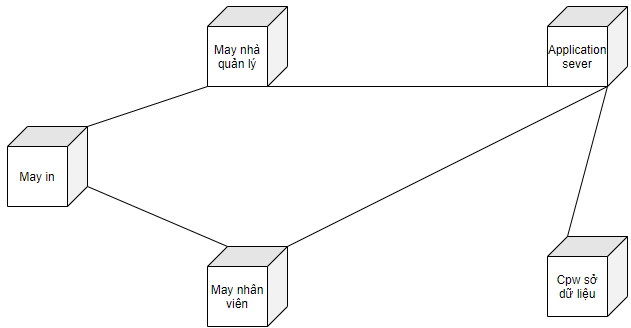 May nhà
quản lý
Application
sever
May in
May nhân
viên
Cpw sở
dữ liệu